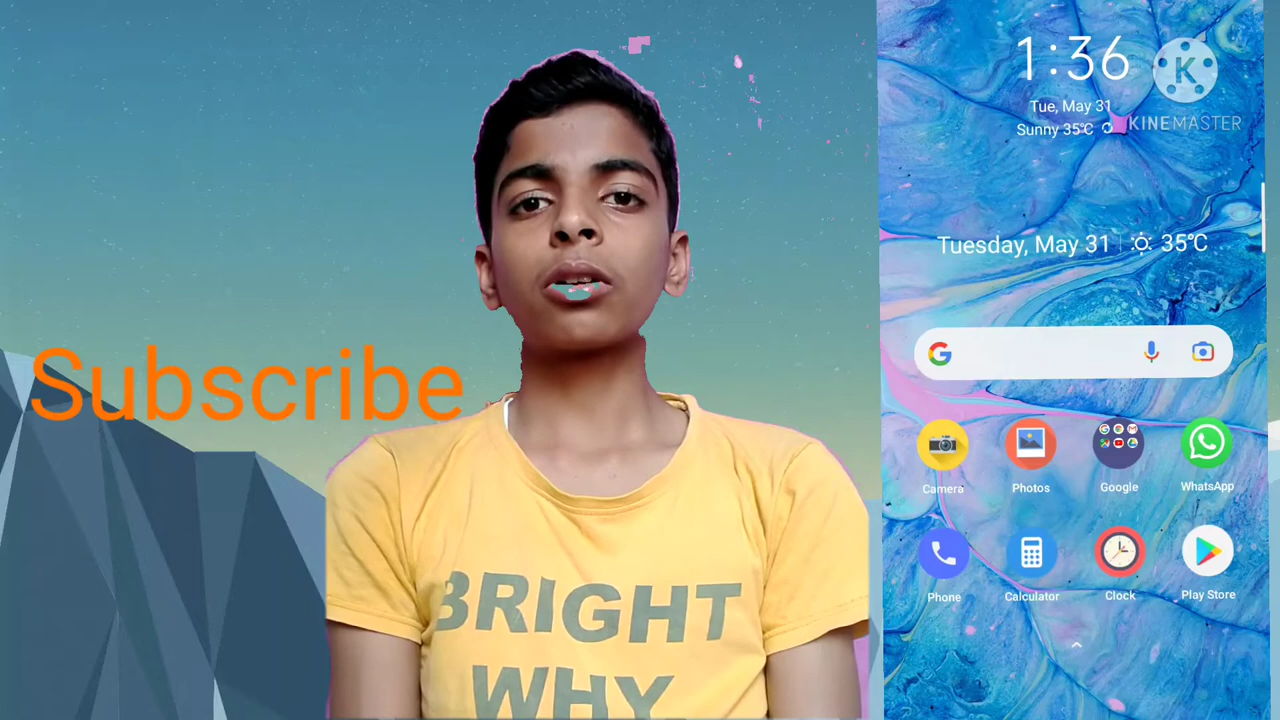 Subscribe
BRIGHT
WHY
1:36
Tue, May 31
Sunny 35℃
KINEMASTER
Tuesday, May 31 35℃
Camera Photos Google WhatsApp
Phone Calculator Clock Play Store